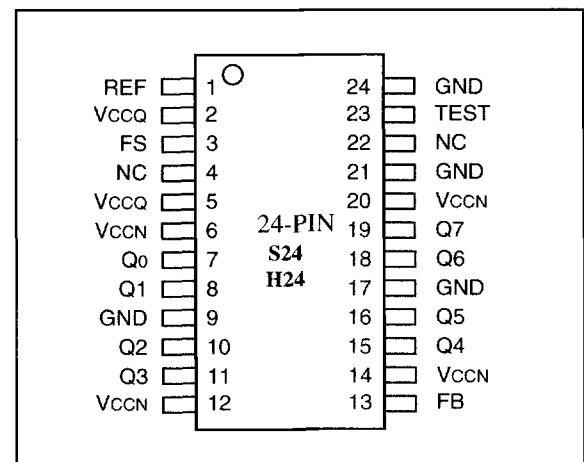 REF 1 24 GND
VCCQ 2 23 TEST
FS 3 22 NC
NC 4 21 GND
VCCQ 5 20 VCCN
VCCN 6 24-PIN 19 Q7
Q0 7 S24 18 Q6
Q1 8 H24 17 GND
GND 9 16 Q5
Q2 10 15 Q4
Q3 11 14 VCCN
VCCN 12 13 FB